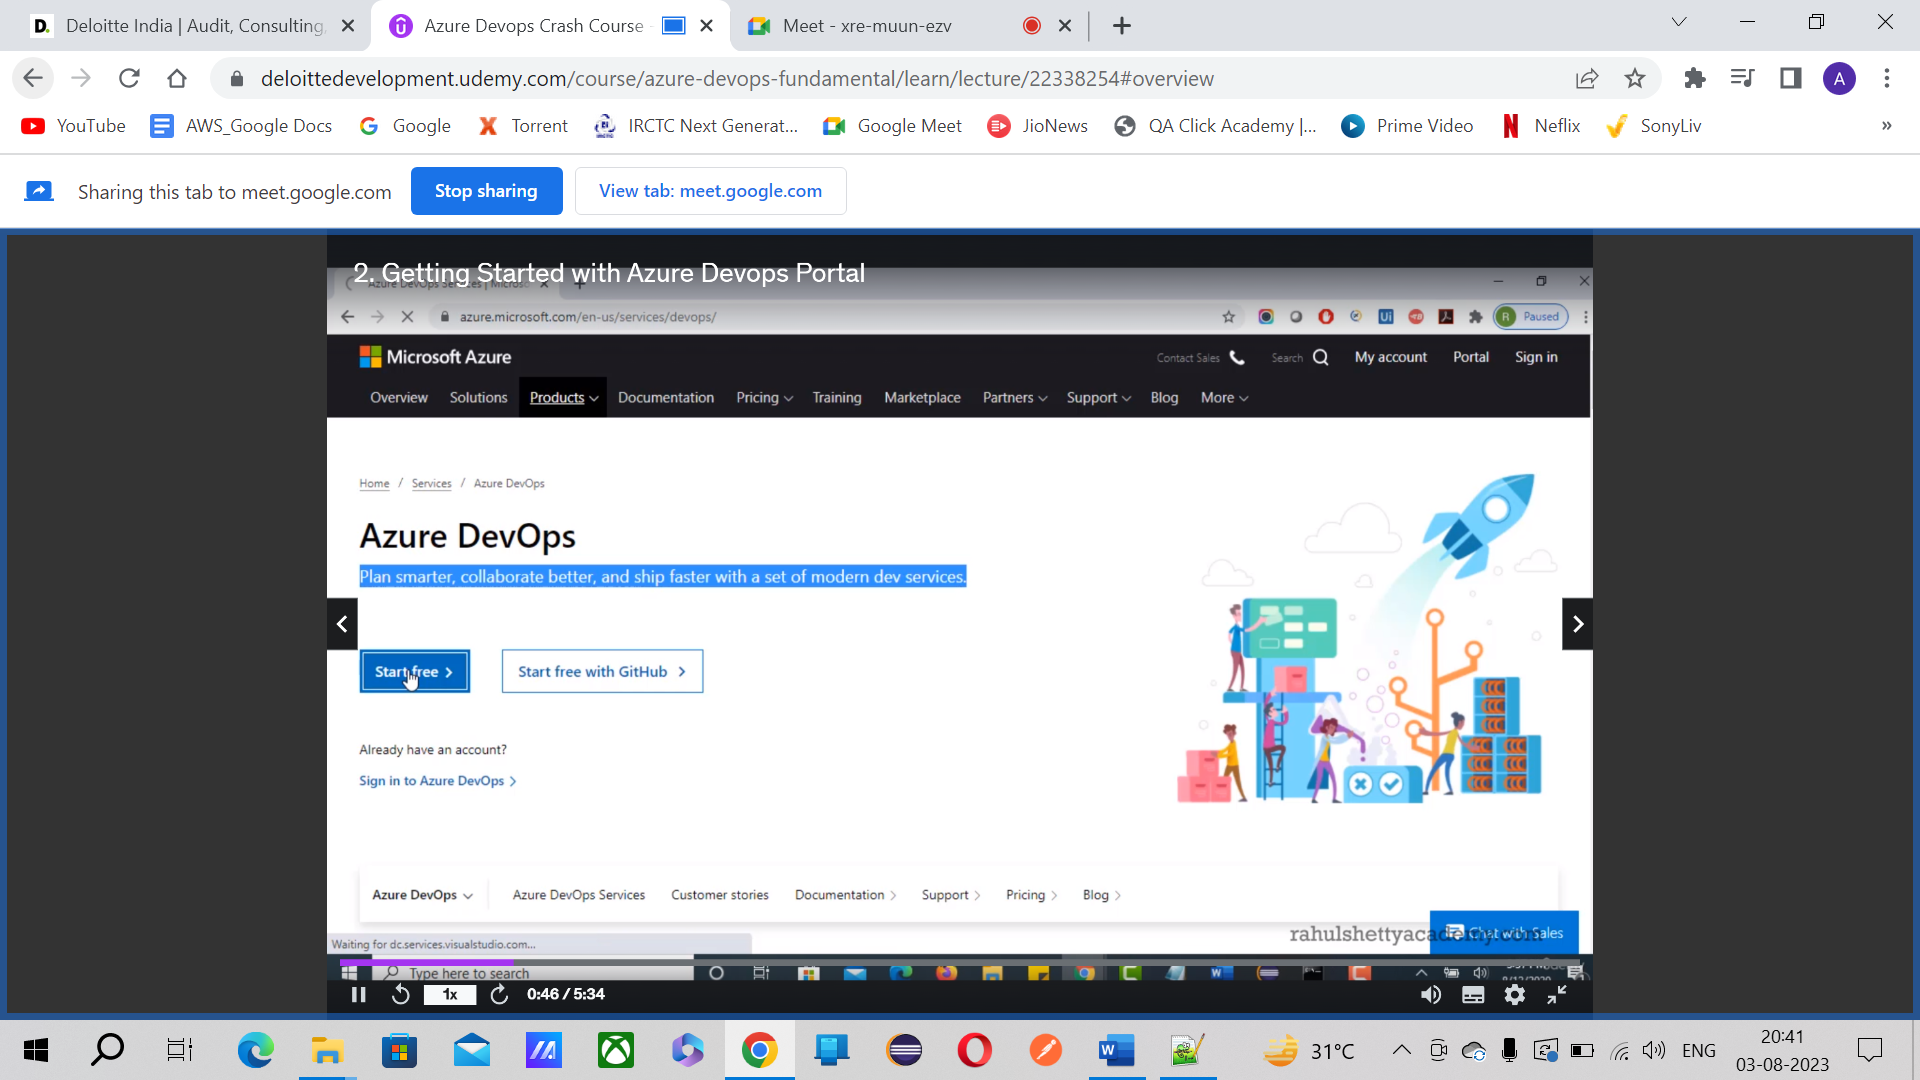 D. Deloitte India | Audit, Consulting,
Azure Devops Crash Course -
Meet - xre-muun-ezv
deloittedevelopment.udemy.com/course/azure-devops-fundamental/learn/lecture/22338254#overview
A
YouTube
AWS_Google Docs
Google
Torrent
IRCTC Next Generat...
Google Meet
JioNews
QA Click Academy |...
Prime Video
Neflix
SonyLiv
»
Sharing this tab to meet.google.com
Stop sharing
View tab: meet.google.com
2. Getting Started with Azure Devops Portal
Azure DevOps Services | Micros
azure.microsoft.com/en-us/services/devops/
R Paused
Microsoft Azure
Contact Sales
Search
My account
Portal
Sign in
Overview
Solutions
Products
Documentation
Pricing
Training
Marketplace
Partners
Support
Blog
More
Home / Services / Azure DevOps
Azure DevOps
Plan smarter, collaborate better, and ship faster with a set of modern dev services.
Start free >
Start free with GitHub >
Already have an account?
Sign in to Azure DevOps >
Azure DevOps
Azure DevOps Services
Customer stories
Documentation >
Support >
Pricing >
Blog >
rahulshettyacademy.com
Chat with Sales
Waiting for dc.services.visualstudio.com...
Type here to search
1x
0:46 / 5:34
31°C
ENG
20:41
03-08-2023